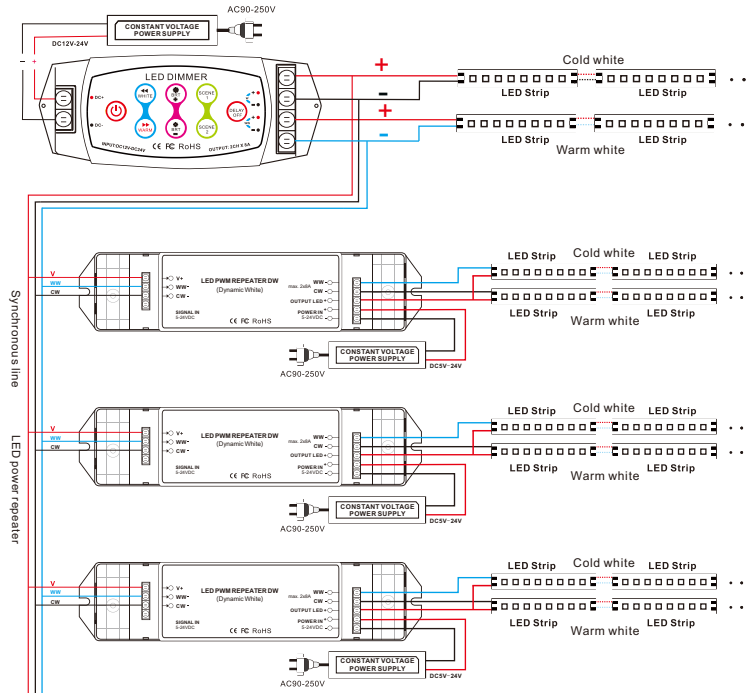 AC90-250V
CONSTANT VOLTAGE
POWER SUPPLY
DC12V-24V
LED DIMMER
DC+
DC-
WHITE
WARM
BRT
BRT
SCENE
1
SCENE
2
DELAY
OFF
INPUT:DC12V-DC24V
CE FC RoHS
OUTPUT: 2CH X 5A
+
-
+
-
Cold white
LED Strip
LED Strip
LED Strip
LED Strip
Warm white
Synchronous line
LED power repeater
V
WW
CW
V+
WW-
CW-
SIGNAL IN
5-24VDC
LED PWM REPEATER DW
(Dynamic White)
CE FC RoHS
max. 2x8A
WW-
CW-
OUTPUT LED+
POWER IN +
5-24VDC -
LED Strip
Cold white
LED Strip
LED Strip
Warm white
LED Strip
CONSTANT VOLTAGE
POWER SUPPLY
AC90-250V
DC5V-24V
V
WW
CW
V+
WW-
CW-
SIGNAL IN
5-24VDC
LED PWM REPEATER DW
(Dynamic White)
CE FC RoHS
max. 2x8A
WW-
CW-
OUTPUT LED+
POWER IN +
5-24VDC -
LED Strip
Cold white
LED Strip
LED Strip
Warm white
LED Strip
CONSTANT VOLTAGE
POWER SUPPLY
AC90-250V
DC5V-24V
V
WW
CW
V+
WW-
CW-
SIGNAL IN
5-24VDC
LED PWM REPEATER DW
(Dynamic White)
CE FC RoHS
max. 2x8A
WW-
CW-
OUTPUT LED+
POWER IN +
5-24VDC -
LED Strip
Cold white
LED Strip
LED Strip
Warm white
LED Strip
CONSTANT VOLTAGE
POWER SUPPLY
AC90-250V
DC5V-24V